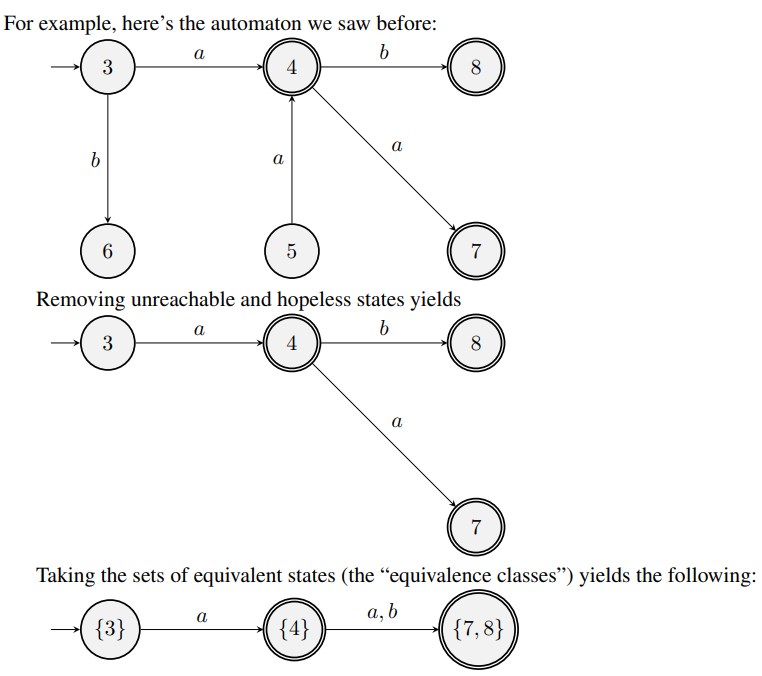 For example, here’s the automaton we saw before:
3 a 4 b 8
b a a
6 5 7
Removing unreachable and hopeless states yields
3 a 4 b 8
a
7
Taking the sets of equivalent states (the “equivalence classes”) yields the following:
{3} a {4} a, b {7, 8}